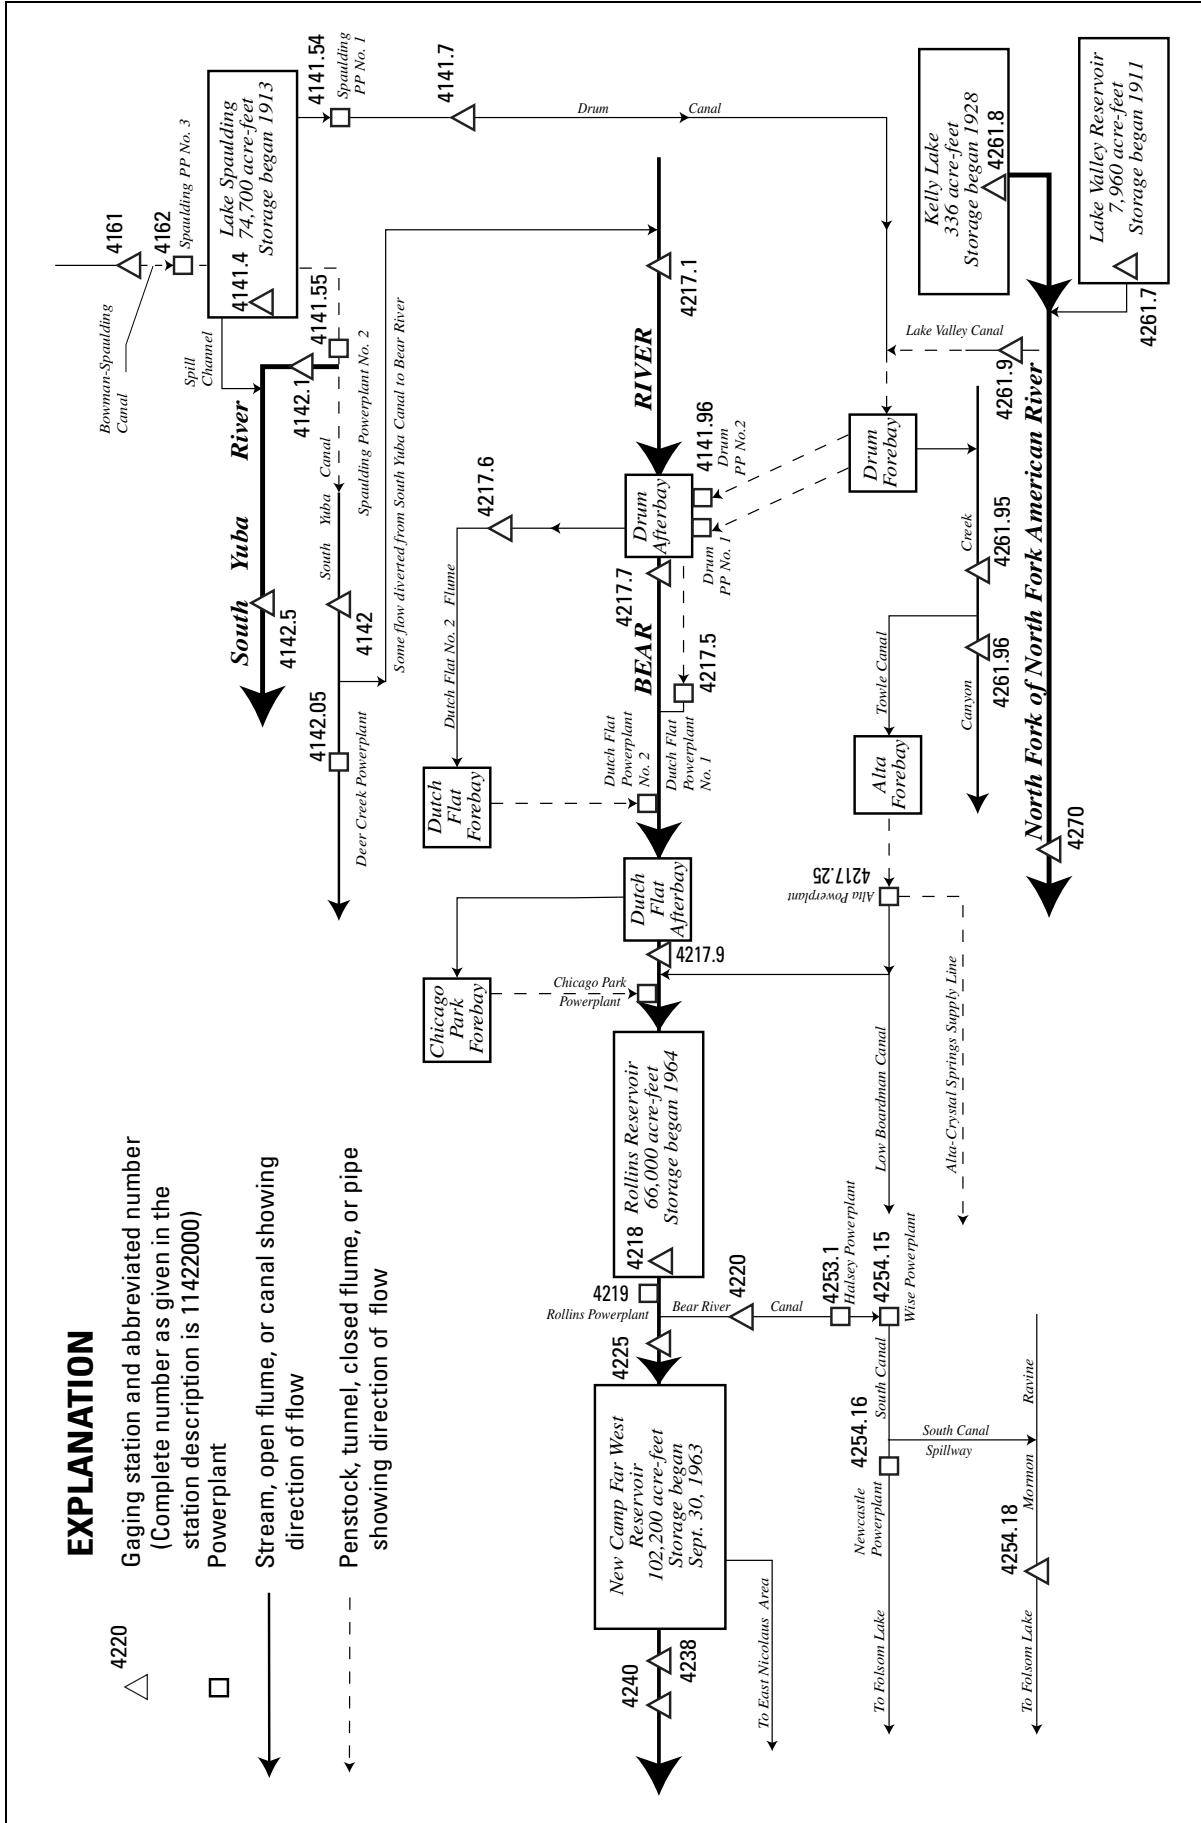 EXPLANATION
4220
Gaging station and abbreviated number
(Complete number as given in the
station description is 11422000)
Powerplant
Stream, open flume, or canal showing
direction of flow
Penstock, tunnel, closed flume, or pipe
showing direction of flow
4161
4162
Spaulding PP No. 3
Bowman-Spaulding
Canal
4141.4
Lake Spaulding
74,700 acre-feet
Storage began 1913
4141.54
Spaulding
PP No. 1
4141.7
Drum
Canal
Spill
Channel
4141.55
4142.1
Spaulding Powerplant No. 2
South Yuba River
4142.5
South Yuba Canal
4142
4142.05
Deer Creek Powerplant
Some flow diverted from South Yuba Canal to Bear River
4217.1
BEAR RIVER
Drum
Afterbay
4141.96
Drum
PP No.2
Drum
PP No. 1
4217.6
Dutch Flat No. 2 Flume
4217.7
4217.5
Dutch Flat
Powerplant
No. 2
Dutch Flat
Powerplant
No. 1
Dutch
Flat
Forebay
Dutch
Flat
Afterbay
4217.9
Chicago
Park
Forebay
Chicago Park
Powerplant
Kelly Lake
336 acre-feet
Storage began 1928
4261.8
Lake Valley Reservoir
7,960 acre-feet
Storage began 1911
4261.7
Lake Valley Canal
4261.9
North Fork of North Fork American River
4270
Drum
Forebay
Canyon Creek
4261.95
4261.96
Towle Canal
Alta
Forebay
4217.25
Alta Powerplant
Low Boardman Canal
Alta-Crystal Springs Supply Line
Rollins Reservoir
66,000 acre-feet
Storage began 1964
4218
4219
Rollins Powerplant
Bear River Canal
4220
4253.1
Halsey Powerplant
4254.15
Wise Powerplant
4225
New Camp Far West
Reservoir
102,200 acre-feet
Storage began
Sept. 30, 1963
4238
4240
To East Nicolaus Area
South Canal
4254.16
Newcastle
Powerplant
To Folsom Lake
South Canal
Spillway
Mormon Ravine
4254.18
To Folsom Lake